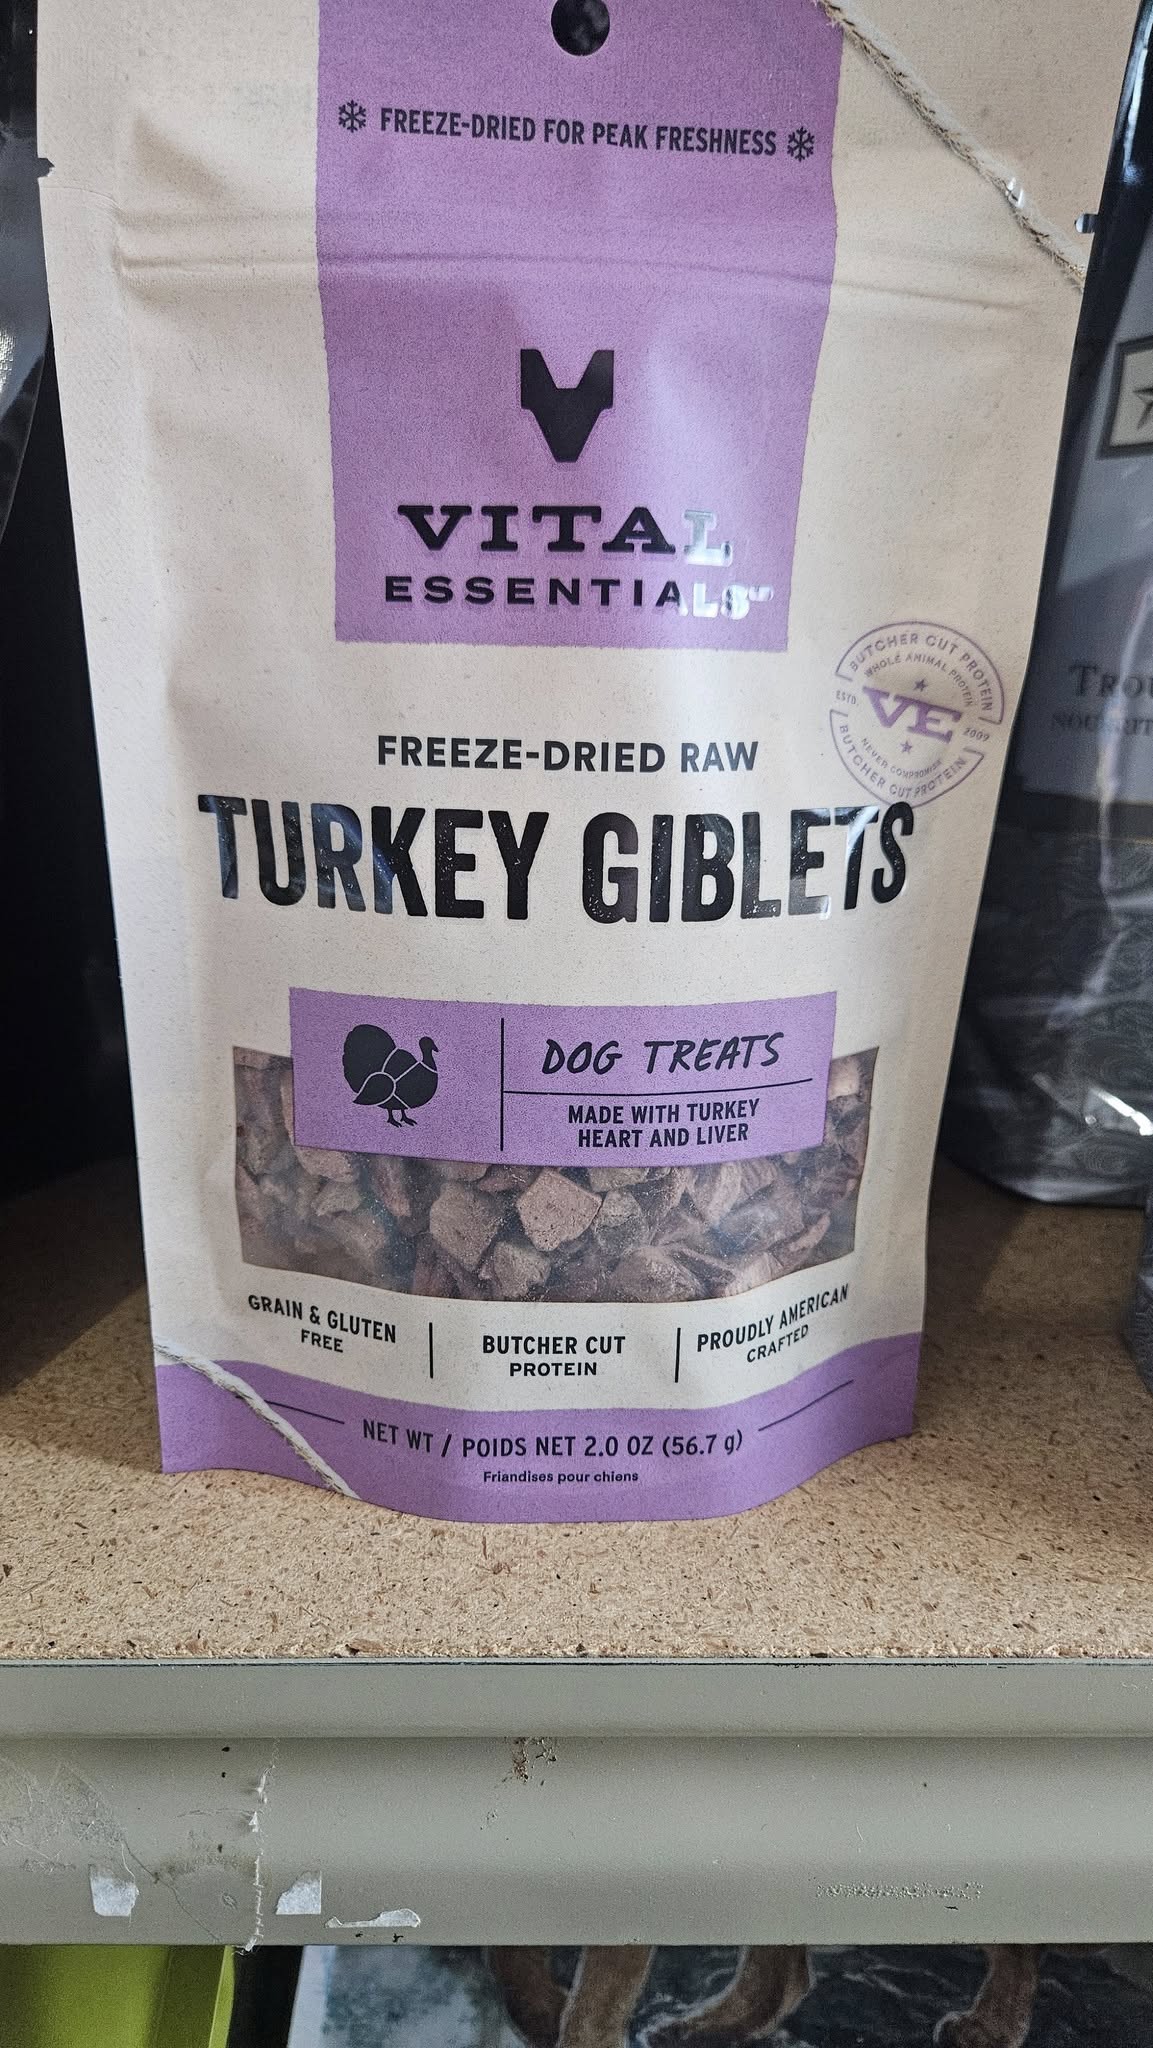 FREEZE-DRIED FOR PEAK FRESHNESS
VITAL
ESSENTIALS
BUTCHER CUT PROTEIN
WHOLE ANIMAL PROTEIN
ESTD. VE 2009
NEVER COMPROMISE
BUTCHER CUT PROTEIN
FREEZE-DRIED RAW
TURKEY GIBLETS
DOG TREATS
MADE WITH TURKEY
HEART AND LIVER
GRAIN & GLUTEN
FREE
BUTCHER CUT
PROTEIN
PROUDLY AMERICAN
CRAFTED
NET WT / POIDS NET 2.0 OZ (56.7 g)
Friandises pour chiens